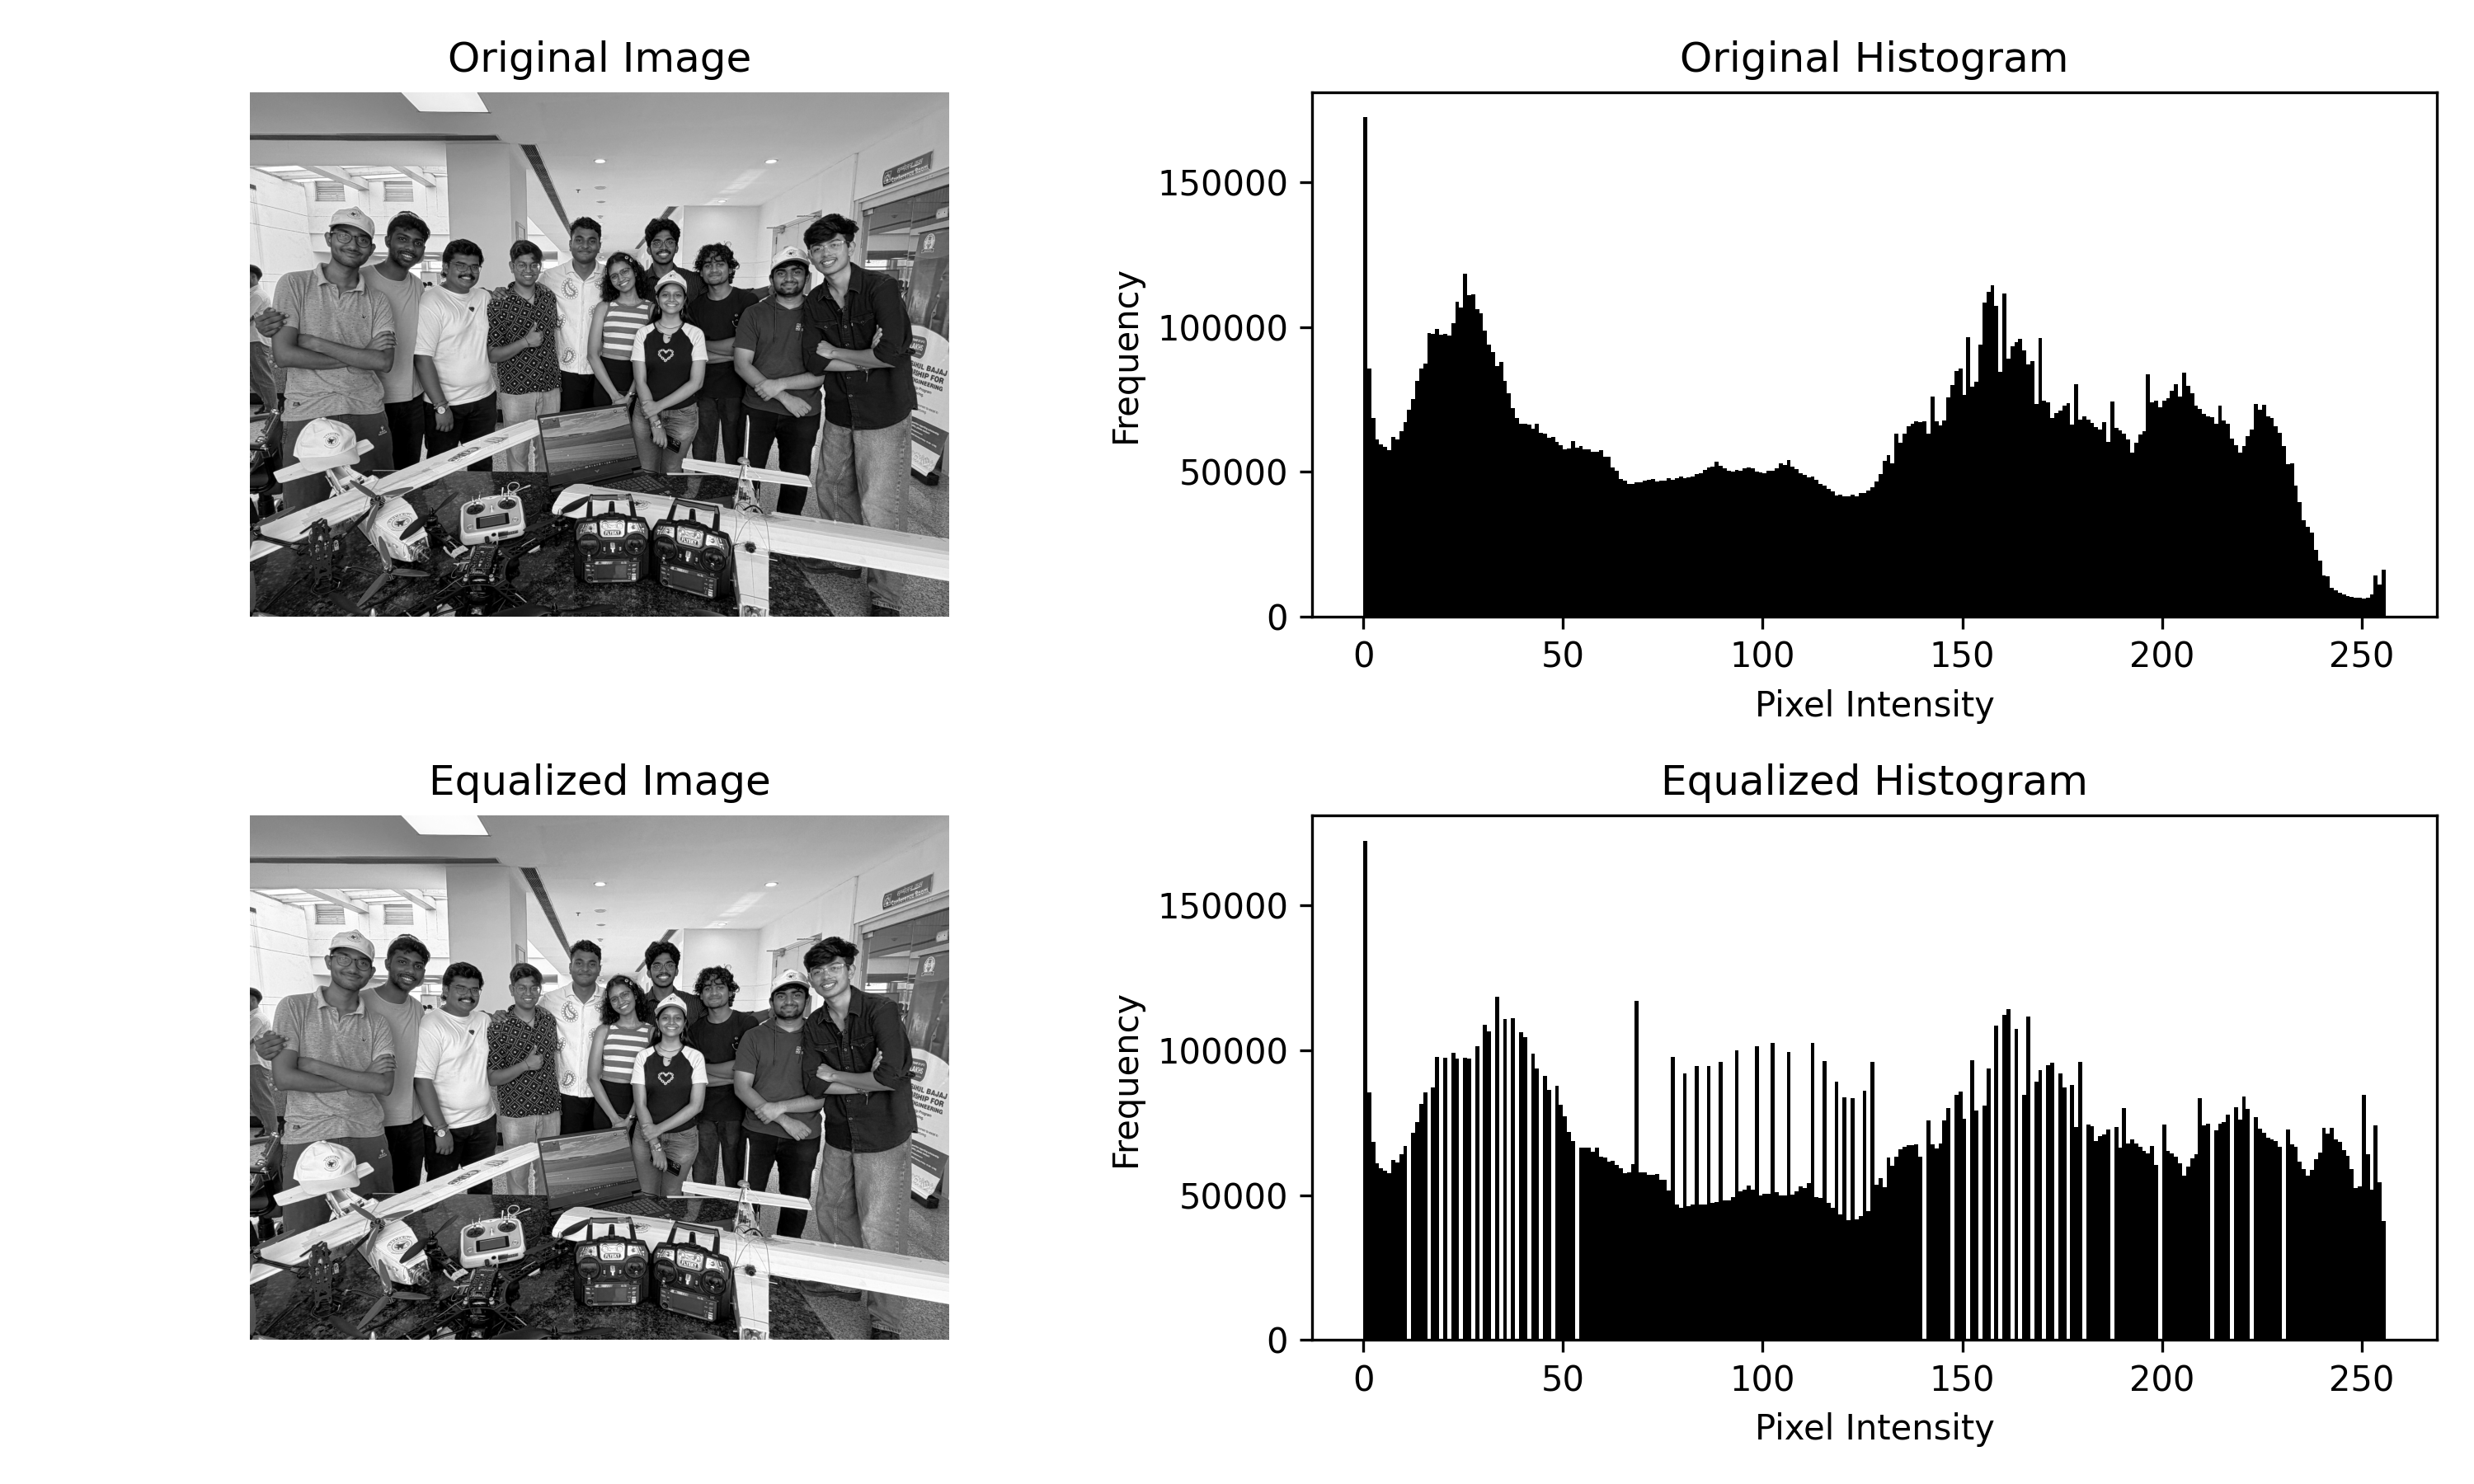 Original Image
Original Histogram
Frequency
150000
100000
50000
0
0 50 100 150 200 250
Pixel Intensity
Equalized Image
Equalized Histogram
Frequency
150000
100000
50000
0
0 50 100 150 200 250
Pixel Intensity